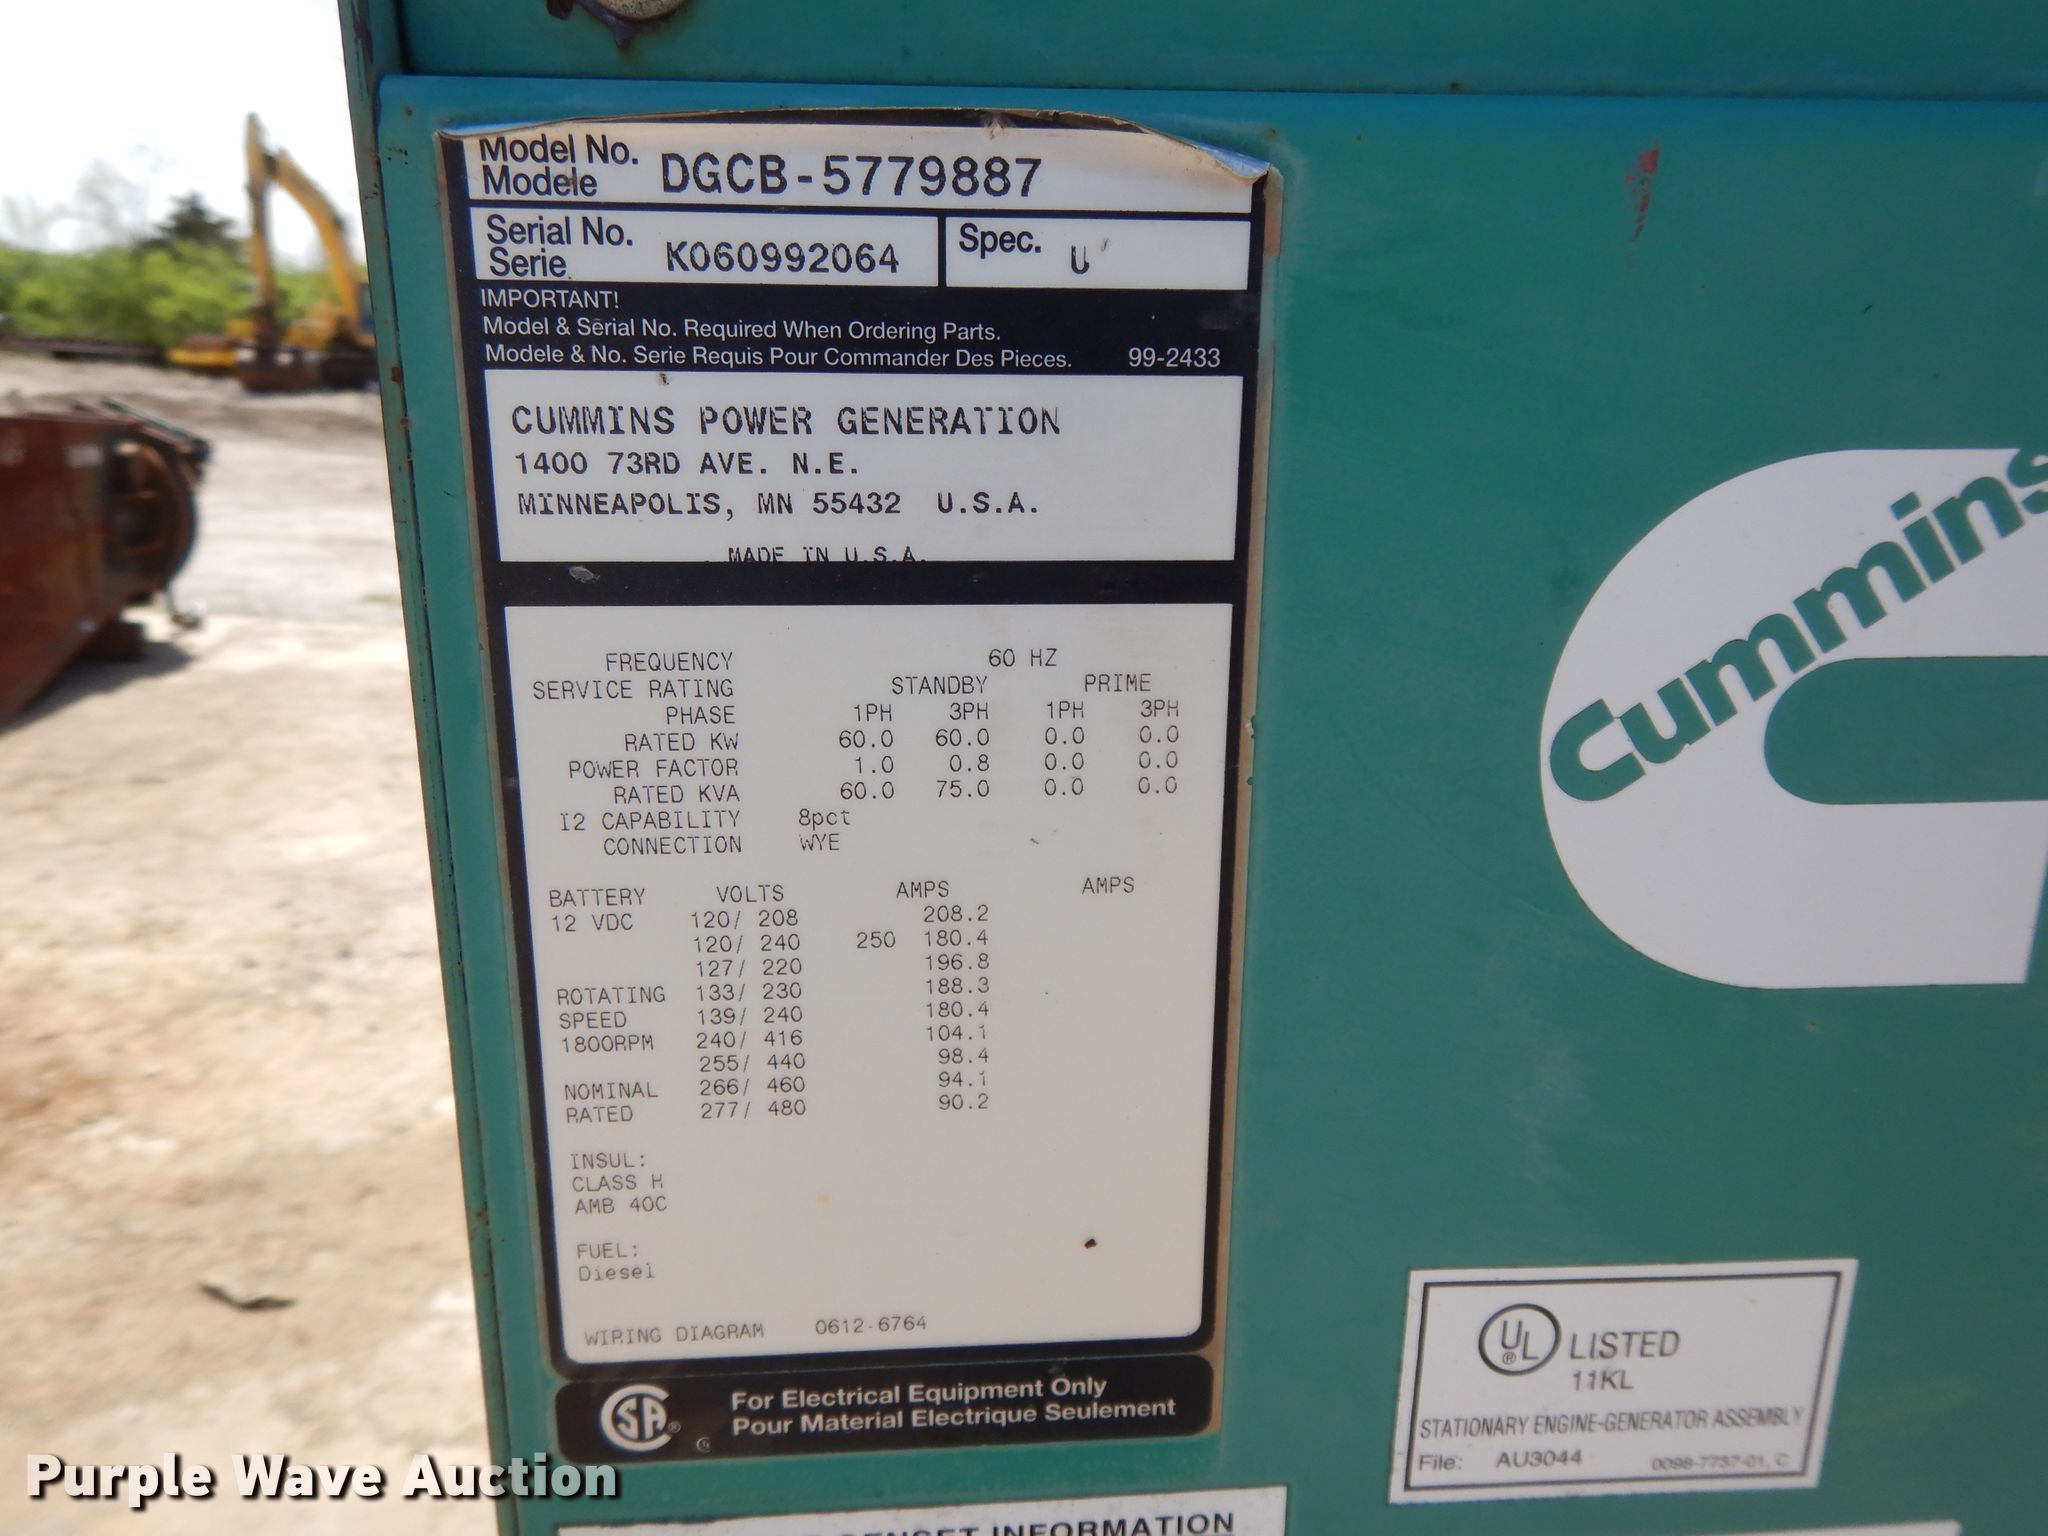 Model No. DGCB-5779887
Modele
Serial No. K060992064 Spec. U
Serie
IMPORTANT!
Model & Serial No. Required When Ordering Parts.
Modele & No. Serie Requis Pour Commander Des Pieces. 99-2433
CUMMINS POWER GENERATION
1400 73RD AVE. N.E.
MINNEAPOLIS, MN 55432 U.S.A.
MADE IN U.S.A.
FREQUENCY 60 HZ
SERVICE RATING STANDBY PRIME
PHASE 1PH 3PH 1PH 3PH
RATED KW 60.0 60.0 0.0 0.0
POWER FACTOR 1.0 0.8 0.0 0.0
RATED KVA 60.0 75.0 0.0 0.0
I2 CAPABILITY 8pct
CONNECTION WYE
BATTERY VOLTS AMPS AMPS
12 VDC 120/ 208 208.2
120/ 240 250 180.4
127/ 220 196.8
ROTATING 133/ 230 188.3
SPEED 139/ 240 180.4
1800RPM 240/ 416 104.1
255/ 440 98.4
NOMINAL 266/ 460 94.1
RATED 277/ 480 90.2
INSUL:
CLASS H
AMB 40C
FUEL:
Diesel
WIRING DIAGRAM 0612-6764
CSA ® For Electrical Equipment Only
Pour Material Electrique Seulement
Cummins
UL ® LISTED
11KL
STATIONARY ENGINE-GENERATOR ASSEMBLY
File: AU3044 0098-7737-01, C
GENSET INFORMATION
Purple Wave Auction